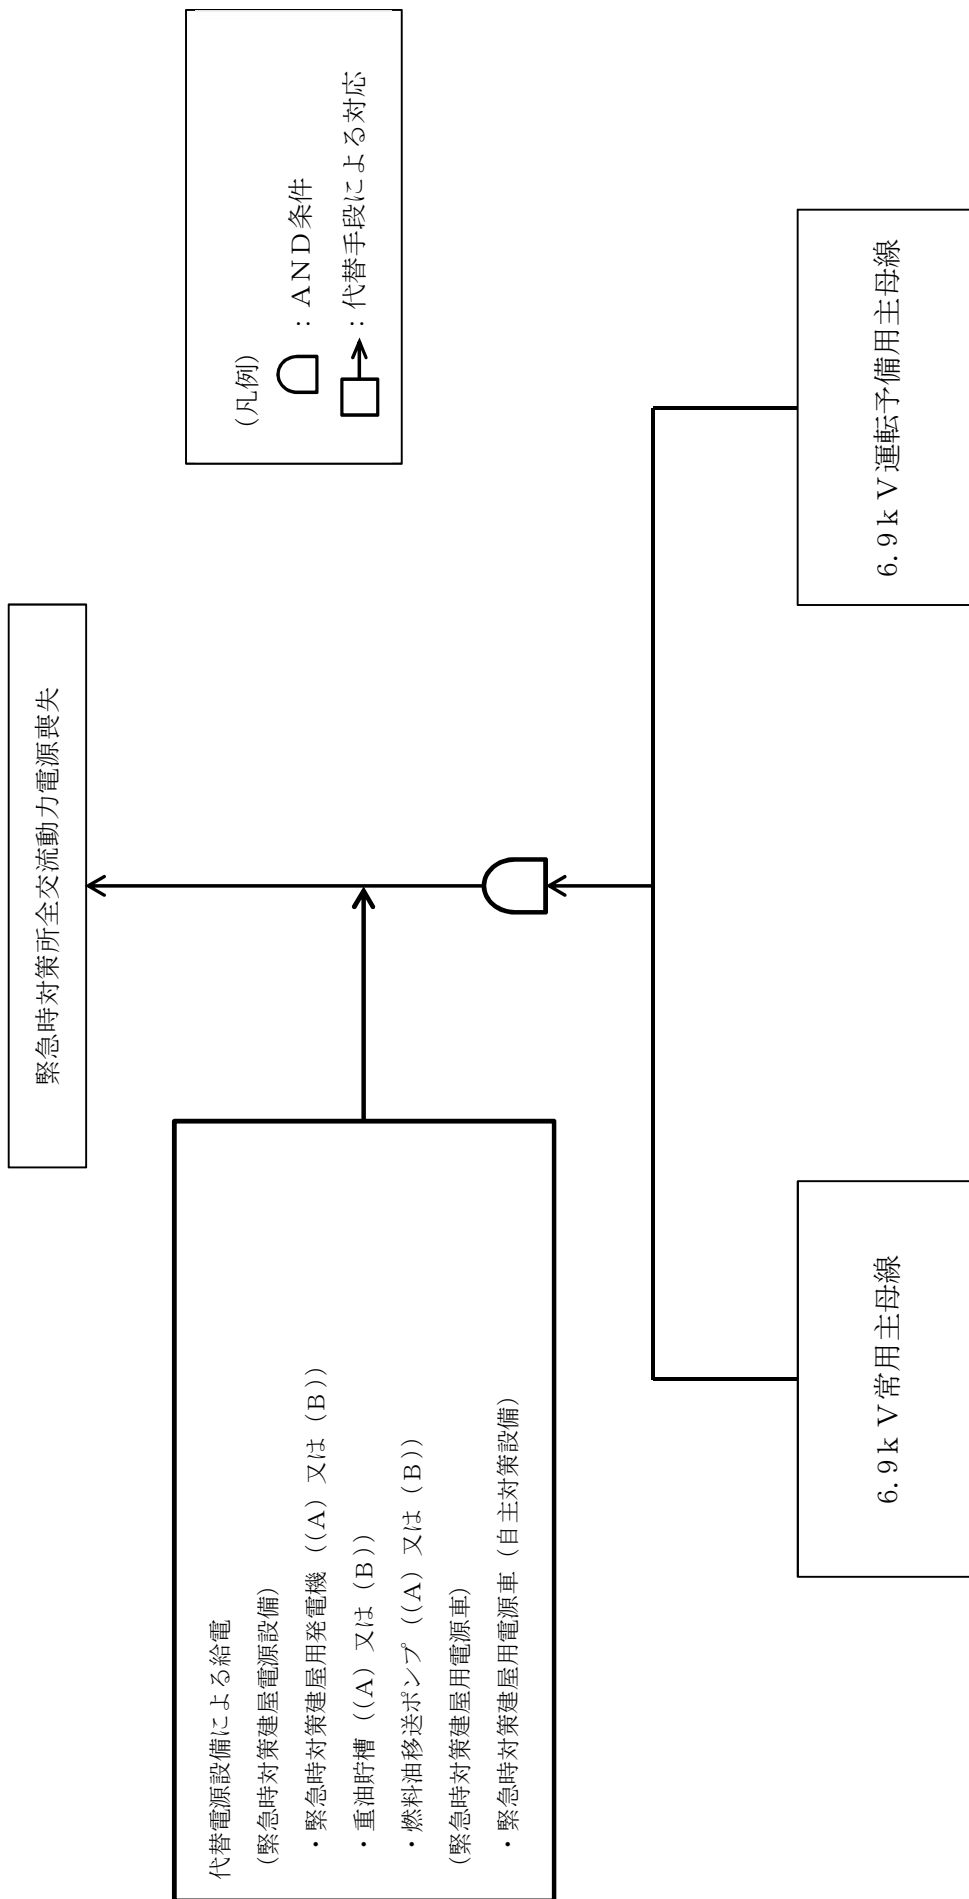 緊急時対策所全交流動力電源喪失
代替電源設備による給電
(緊急時対策建屋電源設備)
・緊急時対策建屋用発電機((A)又は(B))
・重油貯槽((A)又は(B))
・燃料油移送ポンプ((A)又は(B))
(緊急時対策建屋用電源車)
・緊急時対策建屋用電源車(自主対策設備)
(凡例)
:AND条件
:代替手段による対応
6.9kV常用主母線
6.9kV運転予備用主母線